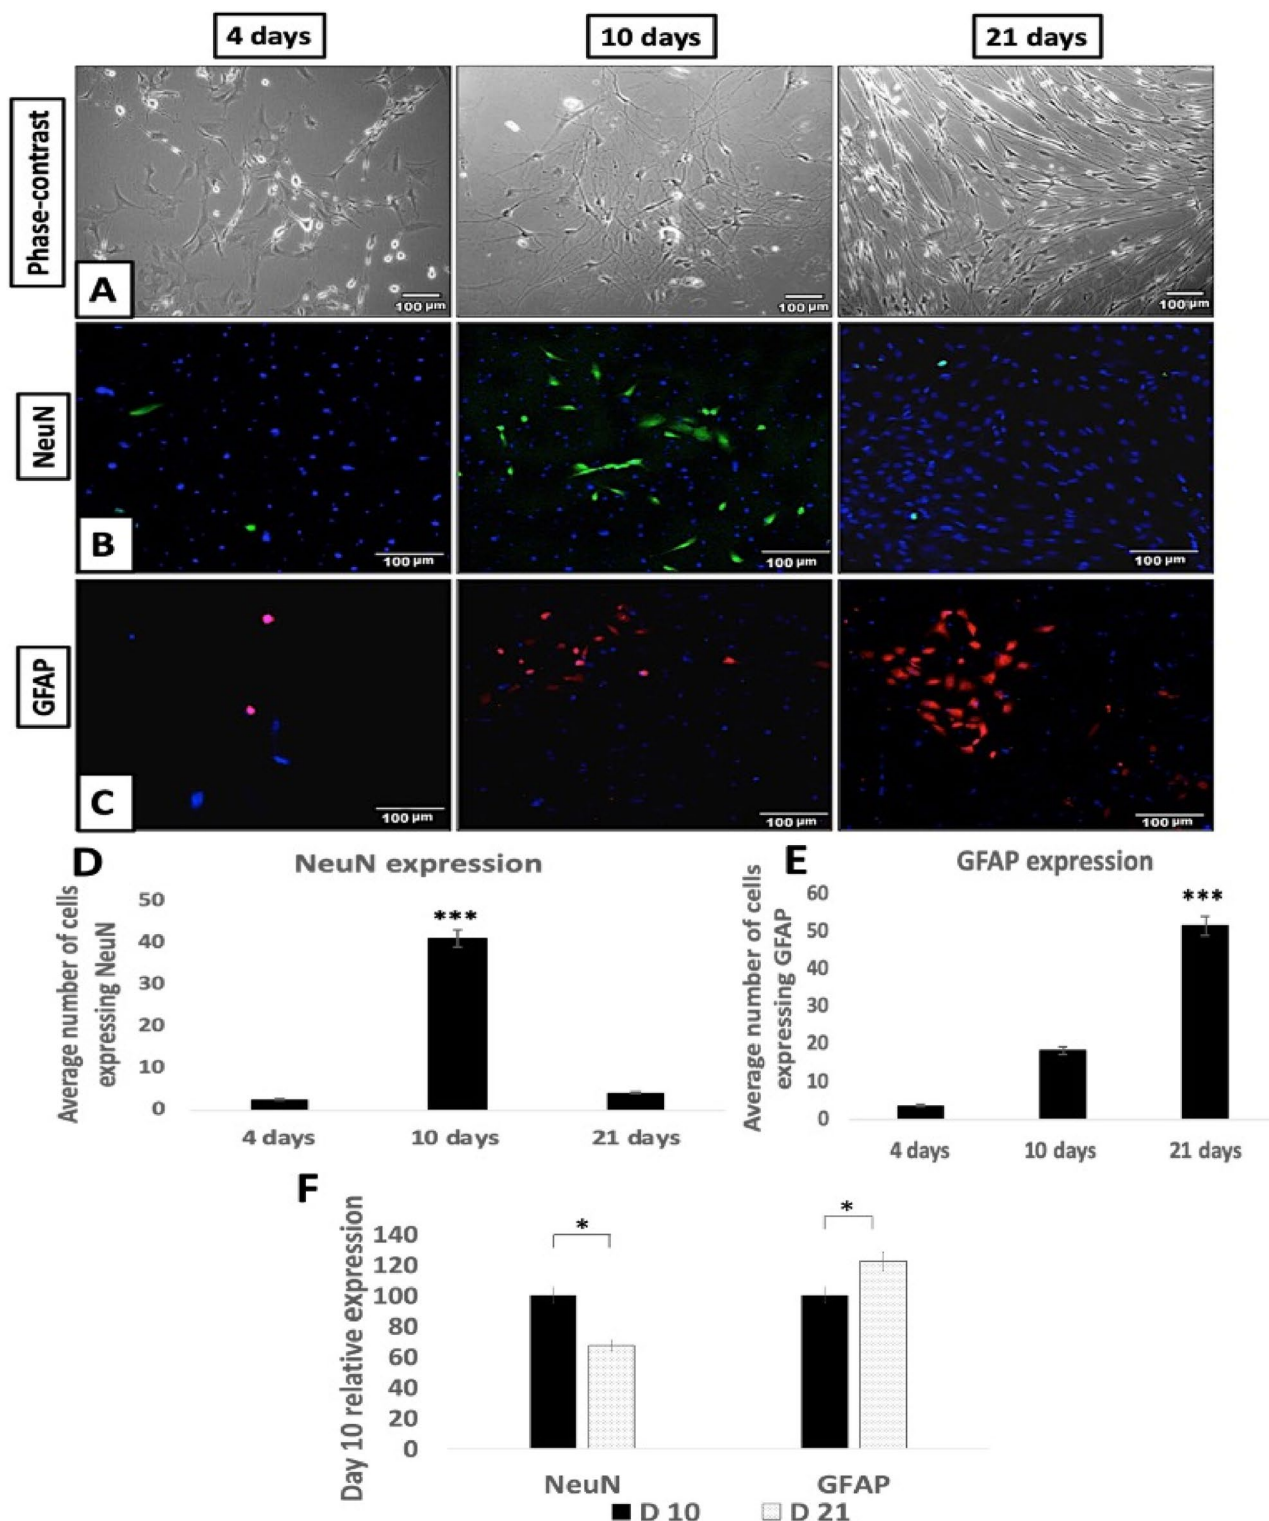 4 days
10 days
21 days
Phase-contrast
A
100 µm
100 µm
100 µm
NeuN
B
100 µm
100 µm
100 µm
GFAP
C
100 µm
100 µm
100 µm
D
NeuN expression
Average number of cells
expressing NeuN
50
40
30
20
10
0
***
4 days
10 days
21 days
E
GFAP expression
Average number of cells
expressing GFAP
60
50
40
30
20
10
0
***
4 days
10 days
21 days
F
Day 10 relative expression
140
120
100
80
60
40
20
0
*
*
NeuN
GFAP
D 10
D 21